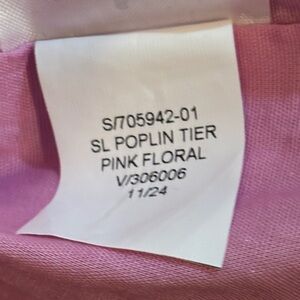 S/705942-01
SL POPLIN TIER
PINK FLORAL
V/306006
11/24